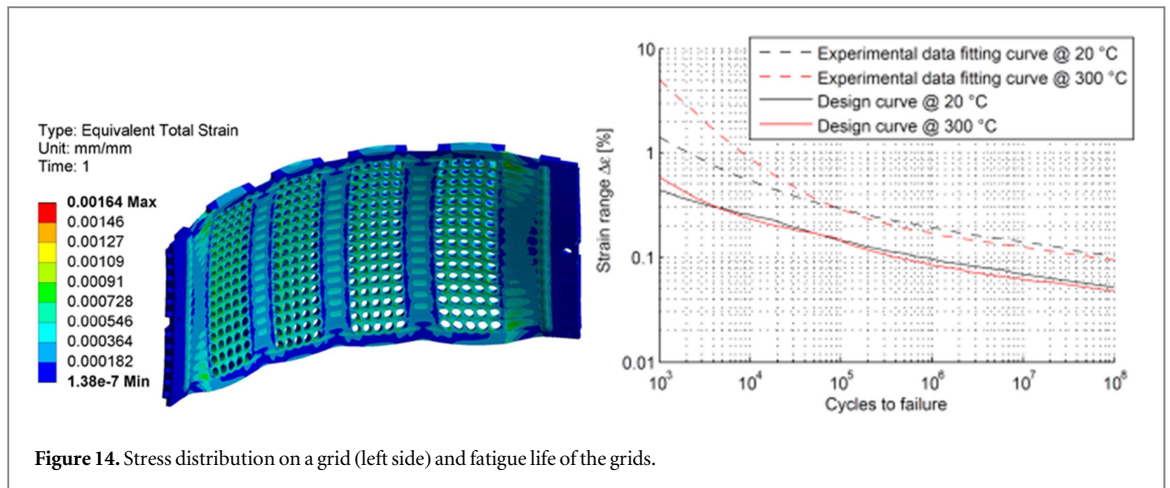 Type: Equivalent Total Strain
Unit: mm/mm
Time: 1
0.00164 Max
0.00146
0.00127
0.00109
0.00091
0.000728
0.000546
0.000364
0.000182
1.38e-7 Min
Experimental data fitting curve @ 20 °C
Experimental data fitting curve @ 300 °C
Design curve @ 20 °C
Design curve @ 300 °C
Strain range Δε [%]
10
1
0.1
0.01
10³ 10⁴ 10⁵ 10⁶ 10⁷ 10⁸
Cycles to failure
Figure 14. Stress distribution on a grid (left side) and fatigue life of the grids.